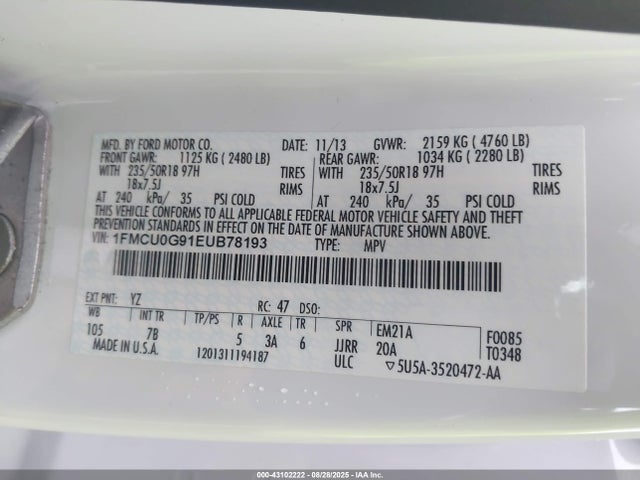 MFD. BY FORD MOTOR CO. DATE: 11/13 GVWR: 2159 KG ( 4760 LB)
FRONT GAWR: 1125 KG ( 2480 LB) REAR GAWR: 1034 KG ( 2280 LB)
WITH 235/50R18 97H TIRES WITH 235/50R18 97H TIRES
18x7.5J RIMS 18x7.5J RIMS
AT 240 kPa/ 35 PSI COLD AT 240 kPa/ 35 PSI COLD
THIS VEHICLE CONFORMS TO ALL APPLICABLE FEDERAL MOTOR VEHICLE SAFETY AND THEFT
PREVENTION STANDARDS IN EFFECT ON THE DATE OF MANUFACTURE SHOWN ABOVE.
VIN: 1FMCU0G91EUB78193 TYPE: MPV
EXT PNT: YZ RC: 47 DSO:
WB INT TR TP/PS R AXLE TR SPR EM21A F0085
105 7B 5 3A 6 JJRR 20A T0348
MADE IN U.S.A. 1201311194187 ULC ▽5U5A-3520472-AA
000-43102222 - 08/28/2025 - IAA Inc.